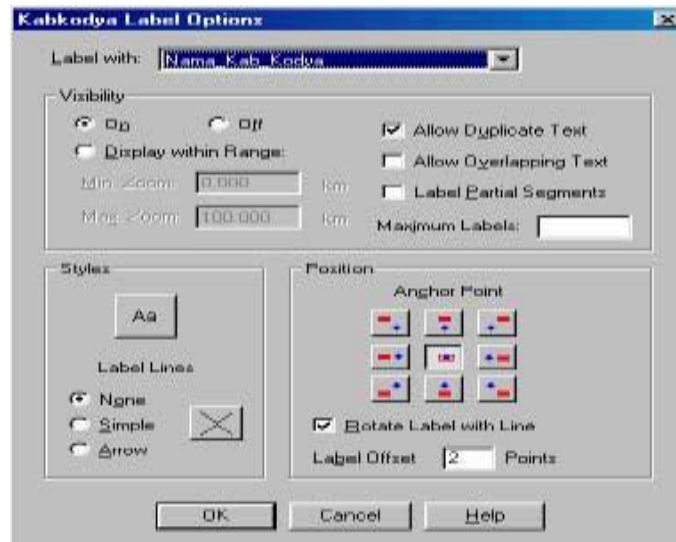 Kabkodya Label Options
Label with: Nama_Kab_Kodya
Visibility
On Off
Display within Range:
Min Zoom: 0.000 km
Max Zoom: 100.000 km
Allow Duplicate Text
Allow Overlapping Text
Label Partial Segments
Maximum Labels:
Styles
Aa
Label Lines
None
Simple
Arrow
Position
Anchor Point
Rotate Label with Line
Label Offset 2 Points
OK Cancel Help